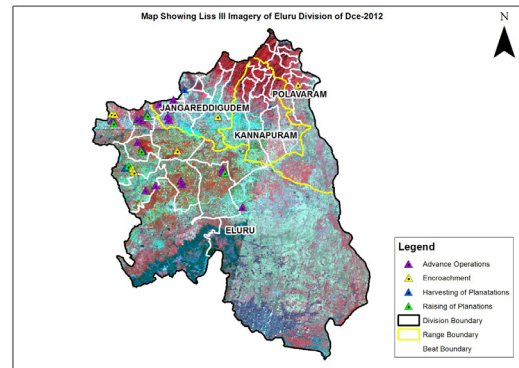 Map Showing Liss III Imagery of Eluru Division of Dce-2012
N
POLAVARAM
JANGAREDDIGUDEM
KANNAPURAM
ELURU
Legend
Advance Operations
Encroachment
Harvesting of Planatations
Raising of Planations
Division Boundary
Range Boundary
Beat Boundary